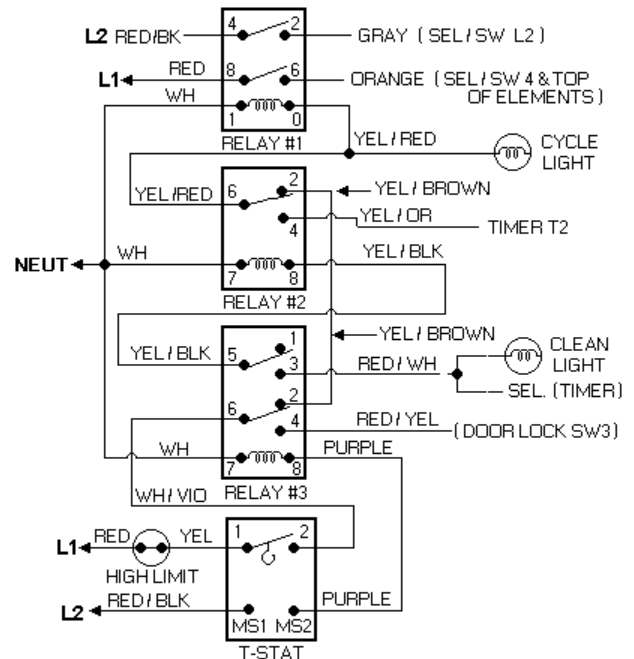 L2 RED/BK 4 2 GRAY ( SEL / SW L2 )
L1 RED 8 6 ORANGE ( SEL / SW 4 & TOP
OF ELEMENTS )
WH 1 0
RELAY #1 YEL / RED CYCLE
LIGHT
YEL/RED 6 2 YEL / BROWN
4 YEL / OR TIMER T2
NEUT WH 7 8 YEL / BLK
RELAY #2
YEL / BROWN
YEL / BLK 5 1 CLEAN
LIGHT
3 RED / WH
SEL. (TIMER)
6 2
4 RED / YEL (DOOR LOCK SW3)
WH 7 8 PURPLE
WH / VIO RELAY #3
L1 RED YEL 1 2
HIGH LIMIT
L2 RED / BLK MS1 MS2 PURPLE
T-STAT